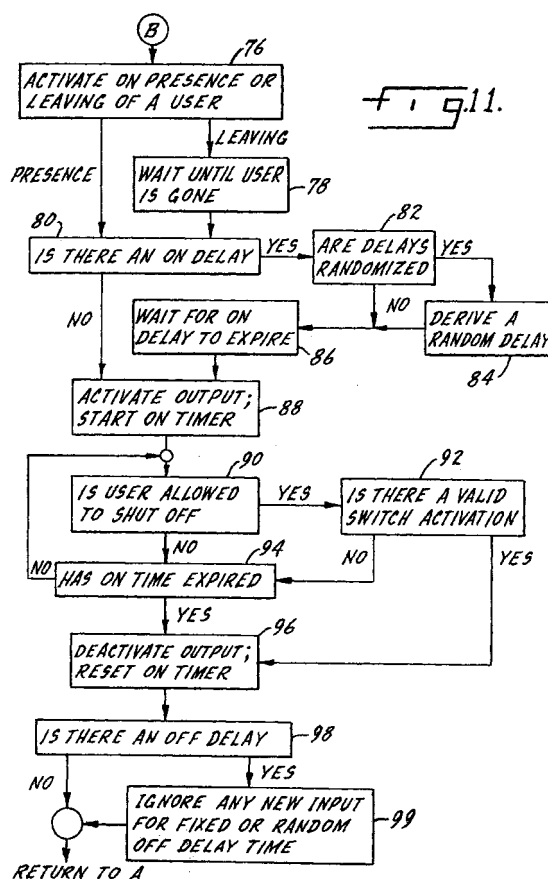 B
76
ACTIVATE ON PRESENCE OR
LEAVING OF A USER
Fig.11.
LEAVING
PRESENCE
WAIT UNTIL USER
IS GONE
78
80
IS THERE AN ON DELAY
YES
82
ARE DELAYS
RANDOMIZED
YES
NO
WAIT FOR ON
DELAY TO EXPIRE
86
NO
DERIVE A
RANDOM DELAY
84
ACTIVATE OUTPUT;
START ON TIMER
88
90
IS USER ALLOWED
TO SHUT OFF
YES
92
IS THERE A VALID
SWITCH ACTIVATION
NO
94
NO
YES
NO
HAS ON TIME EXPIRED
YES
96
DEACTIVATE OUTPUT;
RESET ON TIMER
IS THERE AN OFF DELAY
98
NO
YES
IGNORE ANY NEW INPUT
FOR FIXED OR RANDOM
OFF DELAY TIME
99
RETURN TO A